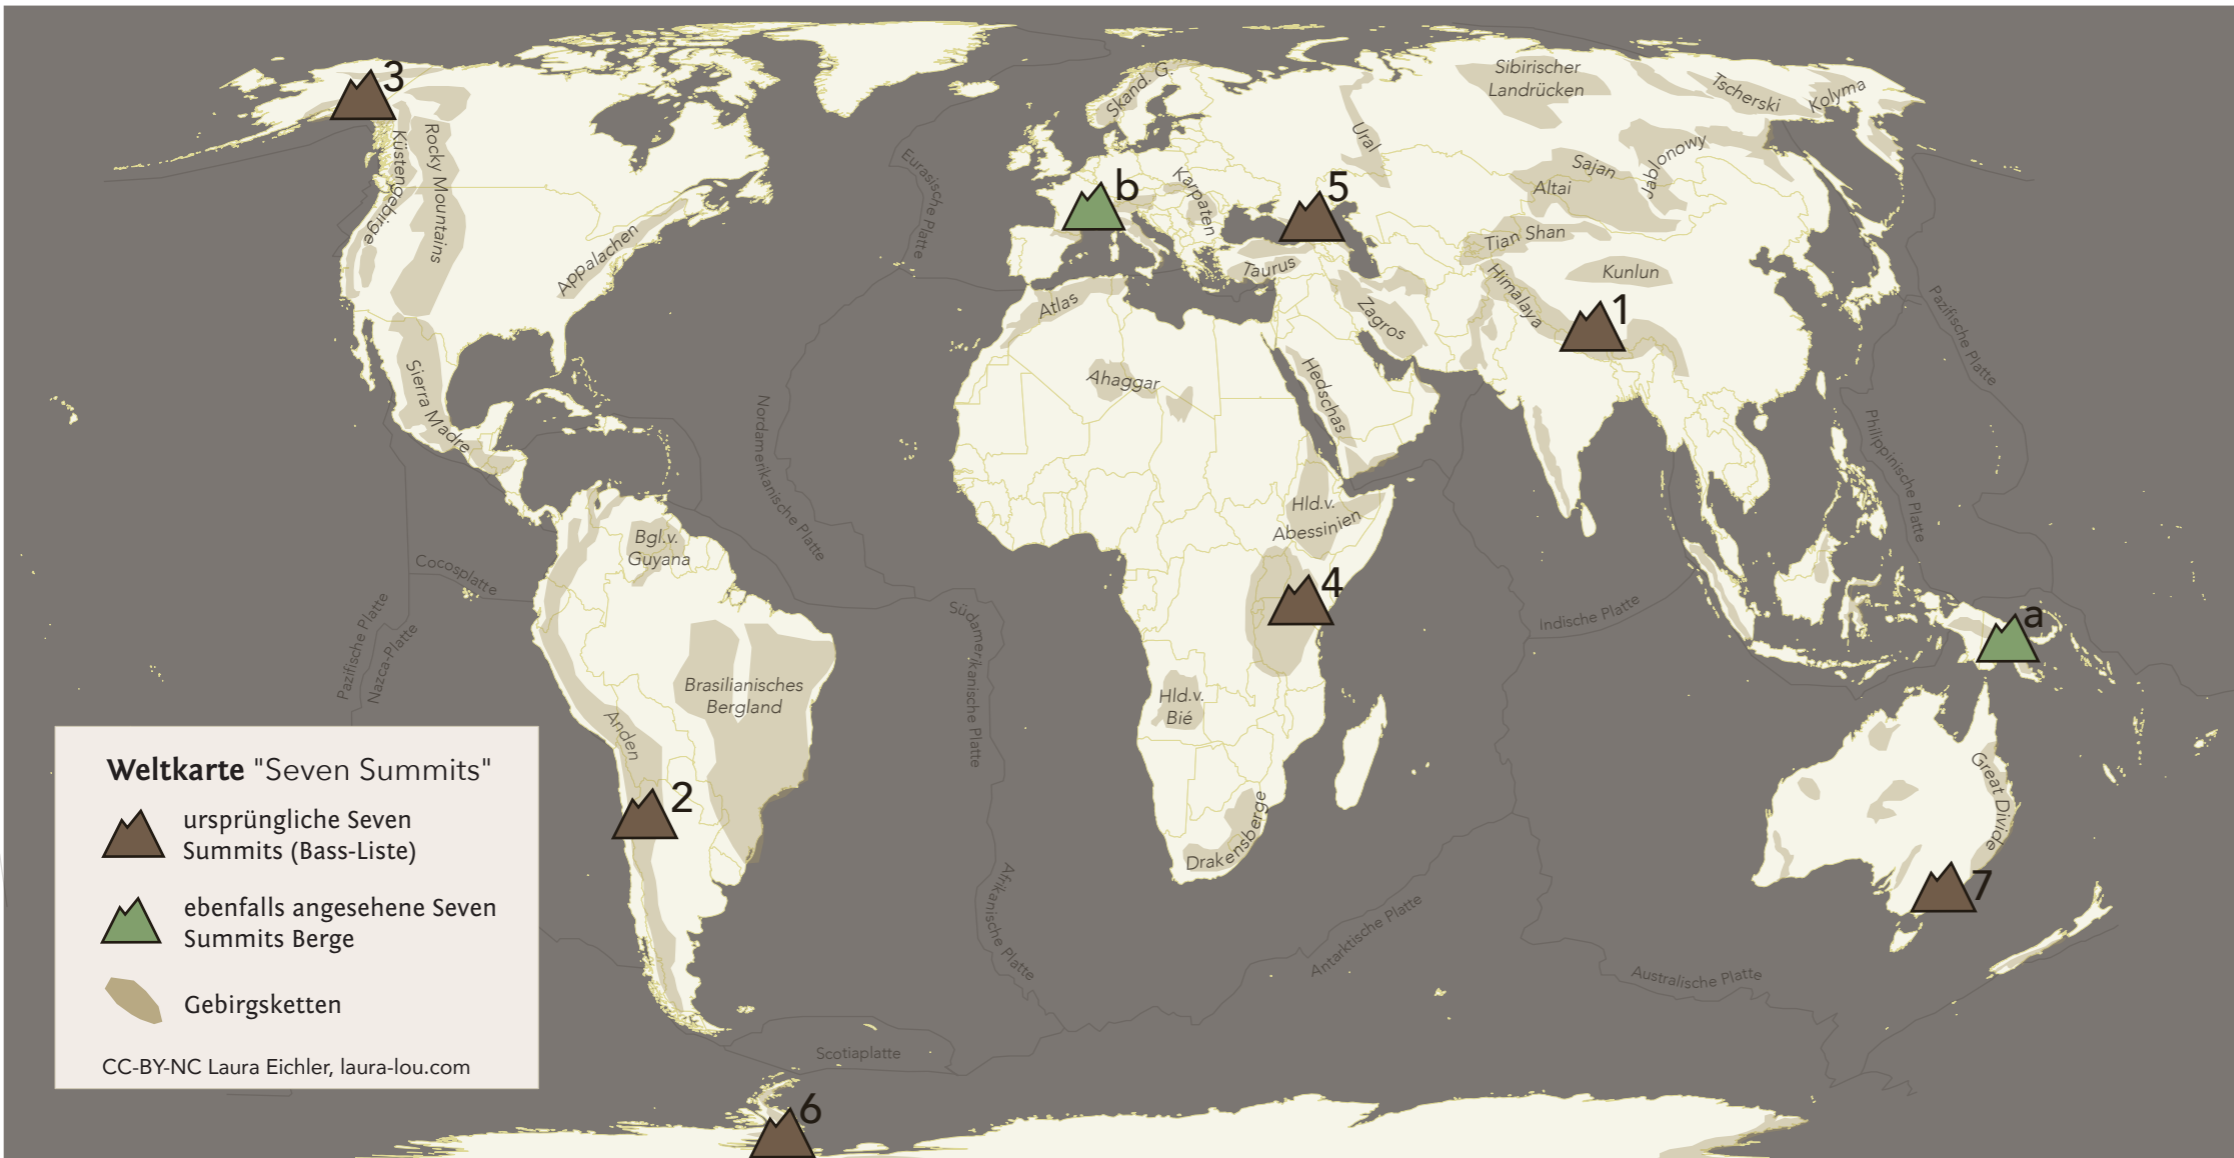 3
Küstengebirge
Rocky Mountains
Appalachen
Sierra Madre
Skand. G.
Eurasische Platte
b
Karpaten
5
Ural
Sibirischer
Landrücken
Tscherski
Kolyma
Sajan
Altai
Jablonowy
Tian Shan
Kunlun
Himalaya
1
Taurus
Zagros
Atlas
Ahaggar
Hedschas
Pazifische Platte
Philippinische Platte
Nordamerikanische Platte
Hld.v.
Abessinien
Bgl.v.
Guyana
Cocosplatte
Pazifische Platte
Nazca-Platte
4
Indische Platte
a
Südamerikanische Platte
Brasilianisches
Bergland
Hld.v.
Bié
Anden
2
Drakensberge
Great Divide
7
Afrikanische Platte
Antarktische Platte
Australische Platte
Scotiaplatte
6
Weltkarte "Seven Summits"
ursprüngliche Seven
Summits (Bass-Liste)
ebenfalls angesehene Seven
Summits Berge
Gebirgsketten
CC-BY-NC Laura Eichler, laura-lou.com